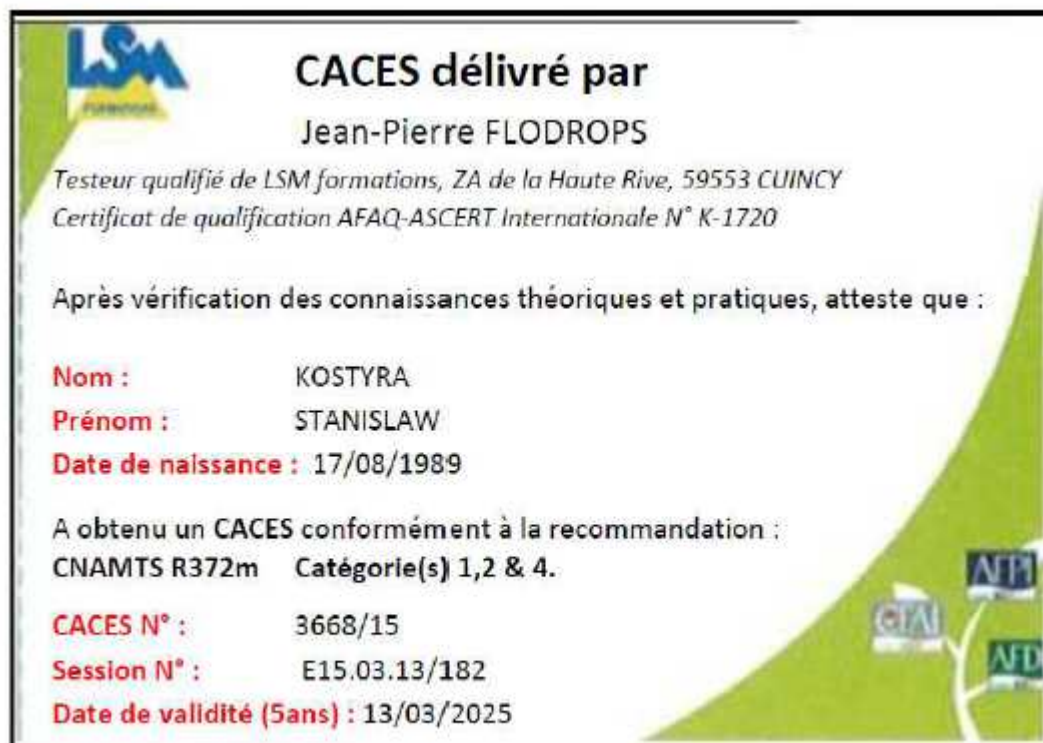 LSM
FORMATIONS
CACES délivré par
Jean-Pierre FLODROPS
Testeur qualifié de LSM formations, ZA de la Haute Rive, 59553 CUINCY
Certificat de qualification AFAQ-ASCERT Internationale N° K-1720
Après vérification des connaissances théoriques et pratiques, atteste que :
Nom : KOSTYRA
Prénom : STANISLAW
Date de naissance : 17/08/1989
A obtenu un CACES conformément à la recommandation :
CNAMTS R372m Catégorie(s) 1,2 & 4.
CACES N° : 3668/15
Session N° : E15.03.13/182
Date de validité (5ans) : 13/03/2025
AFPI
CFAI
AFD